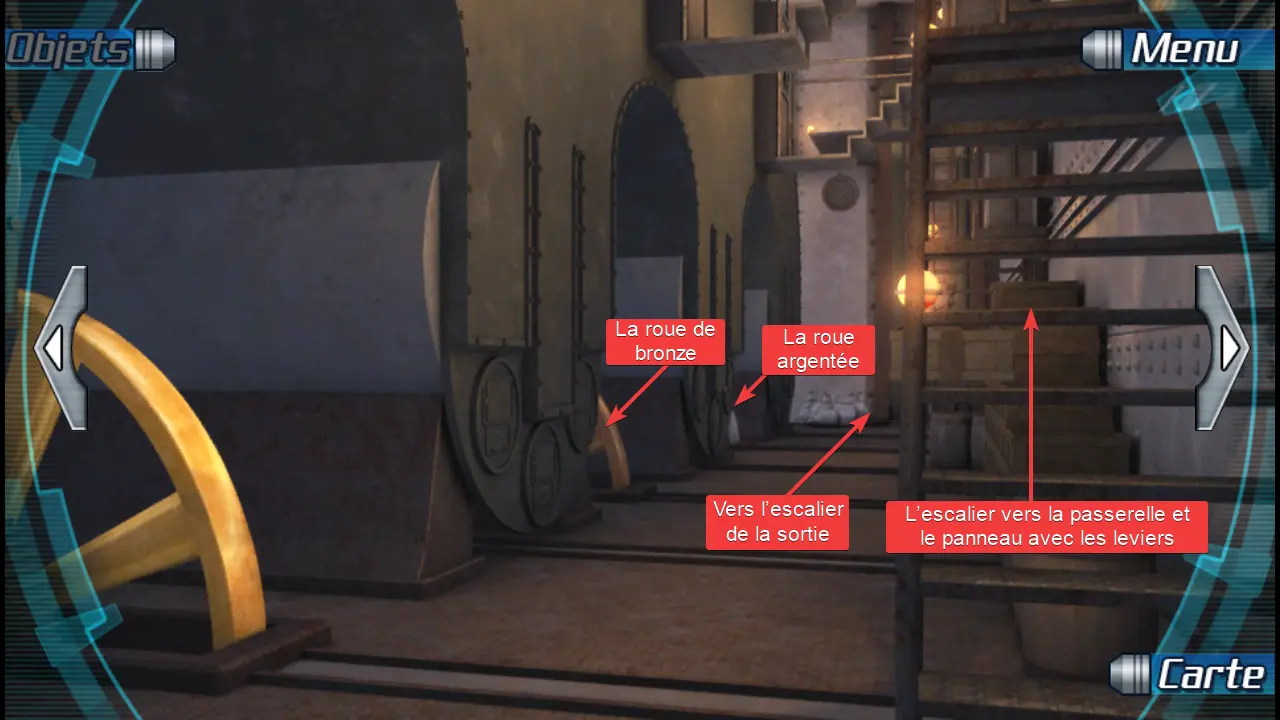 Objets
Menu
La roue de
bronze
La roue
argentée
Vers l’escalier
de la sortie
L’escalier vers la passerelle et
le panneau avec les leviers
Carte